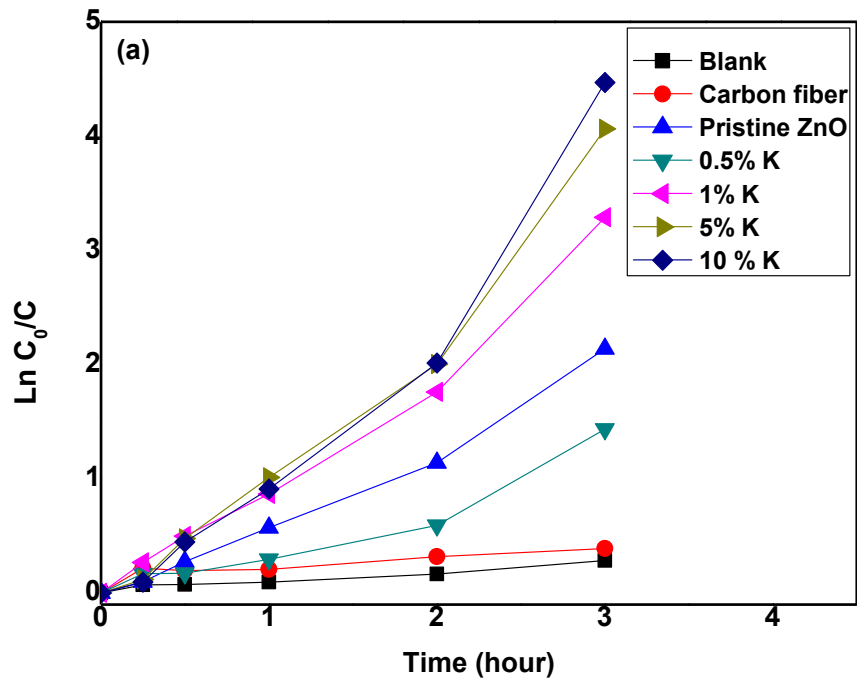 (a)
5
4
3
2
1
0
Ln C₀/C
0 1 2 3 4
Time (hour)
Blank
Carbon fiber
Pristine ZnO
0.5% K
1% K
5% K
10 % K